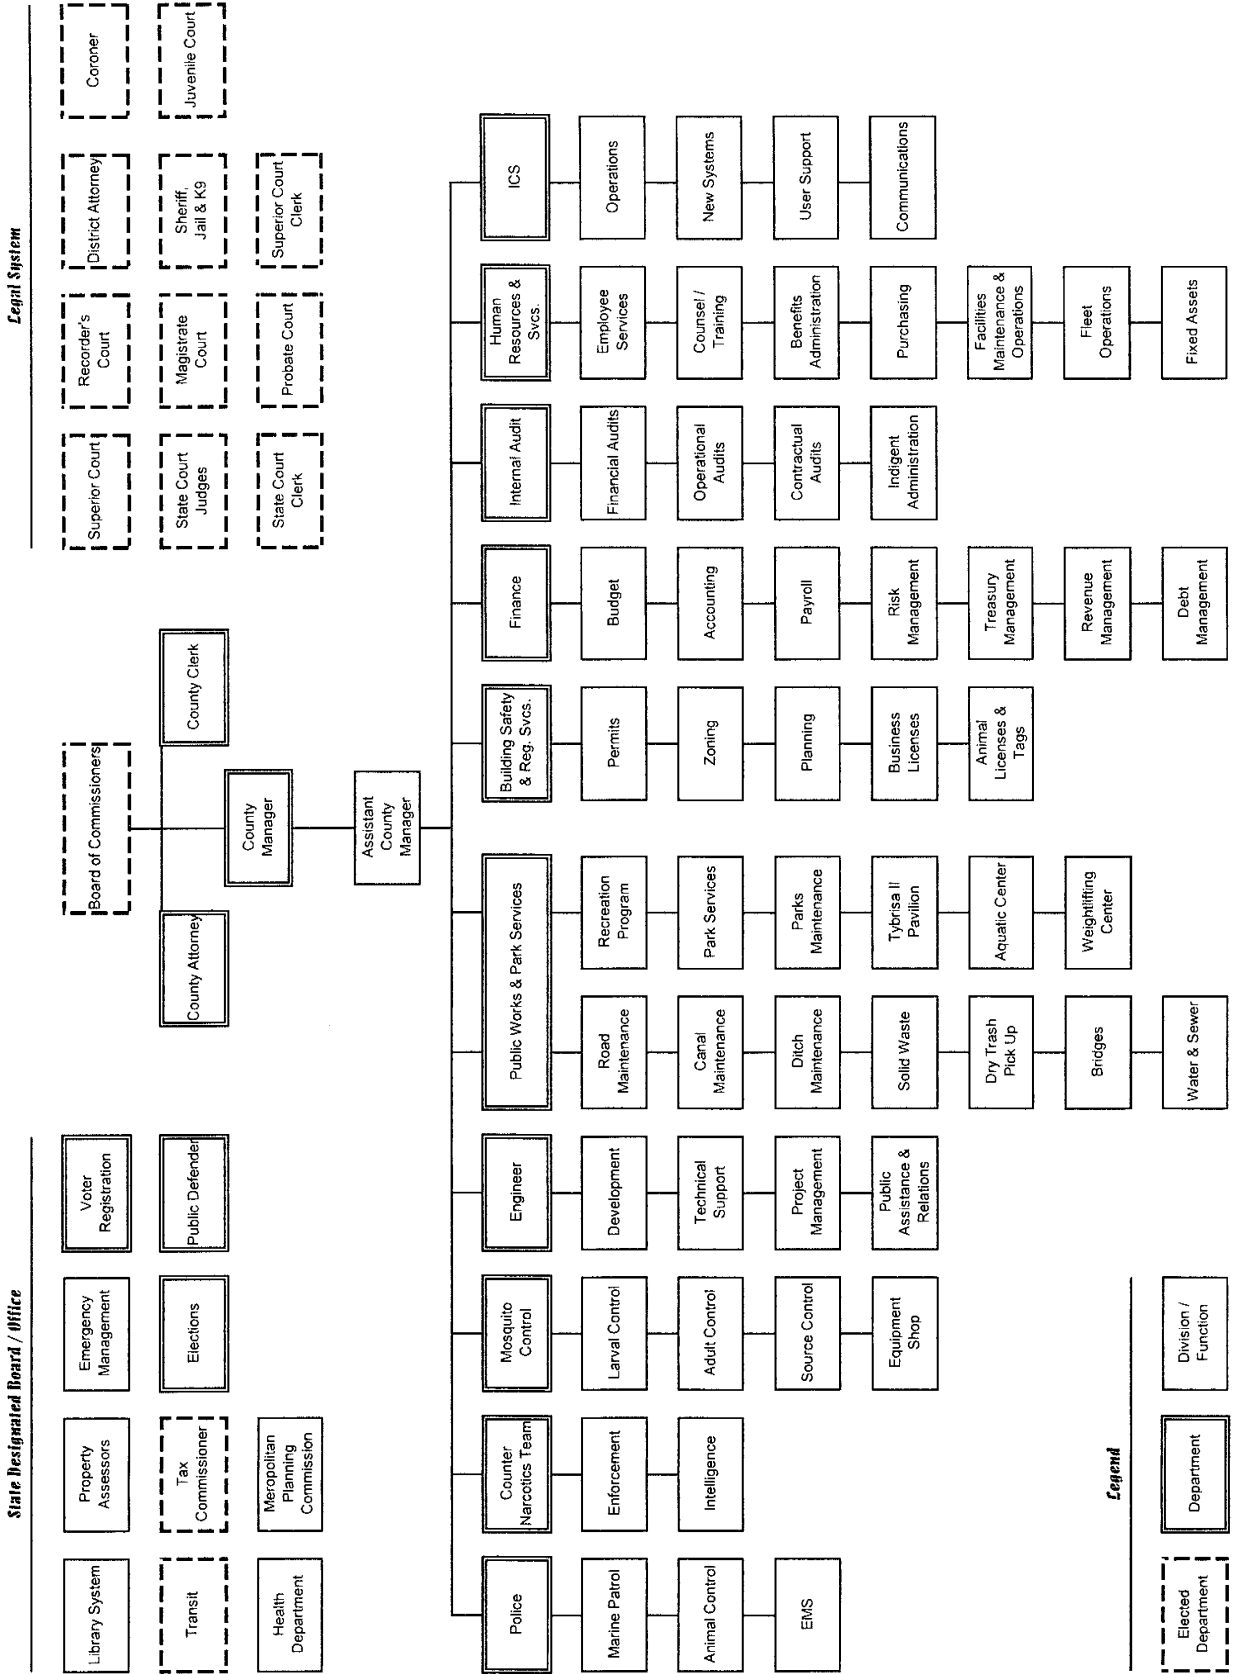 State Designated Board / Office
Library System
Property
Assessors
Emergency
Management
Voter
Registration
Transit
Tax
Commissioner
Elections
Public Defender
Health
Department
Meropolitan
Planning
Commission
Board of Commissioners
County Attorney
County Clerk
County
Manager
Assistant
County
Manager
Legal System
Superior Court
Recorder's
Court
District Attorney
Coroner
State Court
Judges
Magistrate
Court
Sheriff,
Jail & K9
Juvenile Court
State Court
Clerk
Probate Court
Superior Court
Clerk
Police
Marine Patrol
Animal Control
EMS
Counter
Narcotics Team
Enforcement
Intelligence
Mosquito
Control
Larval Control
Adult Control
Source Control
Equipment
Shop
Engineer
Development
Technical
Support
Project
Management
Public
Assistance &
Relations
Public Works & Park Services
Road
Maintenance
Canal
Maintenance
Ditch
Maintenance
Solid Waste
Dry Trash
Pick Up
Bridges
Water & Sewer
Recreation
Program
Park Services
Parks
Maintenance
Tybrisa II
Pavilion
Aquatic Center
Weightlifting
Center
Building Safety
& Reg. Svcs.
Permits
Zoning
Planning
Business
Licenses
Animal
Licenses &
Tags
Finance
Budget
Accounting
Payroll
Risk
Management
Treasury
Management
Revenue
Management
Debt
Management
Internal Audit
Financial Audits
Operational
Audits
Contractual
Audits
Indigent
Administration
Human
Resources &
Svcs.
Employee
Services
Counsel /
Training
Benefits
Administration
Purchasing
Facilities
Maintenance &
Operations
Fleet
Operations
Fixed Assets
ICS
Operations
New Systems
User Support
Communications
Legend
Elected
Department
Department
Division /
Function